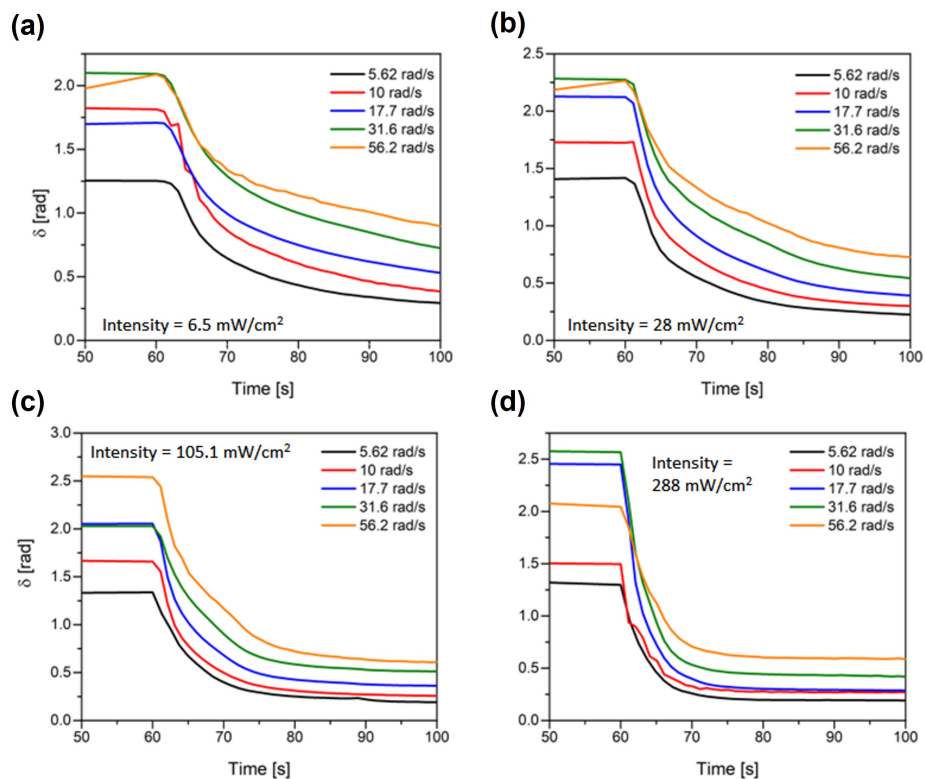 (a)
δ [rad]
2.0
1.5
1.0
0.5
0.0
5.62 rad/s
10 rad/s
17.7 rad/s
31.6 rad/s
56.2 rad/s
Intensity = 6.5 mW/cm²
50 60 70 80 90 100
Time [s]
(b)
2.5
2.0
1.5
1.0
0.5
0.0
5.62 rad/s
10 rad/s
17.7 rad/s
31.6 rad/s
56.2 rad/s
Intensity = 28 mW/cm²
50 60 70 80 90 100
Time [s]
(c)
δ [rad]
3.0
2.5
2.0
1.5
1.0
0.5
0.0
Intensity = 105.1 mW/cm²
5.62 rad/s
10 rad/s
17.7 rad/s
31.6 rad/s
56.2 rad/s
50 60 70 80 90 100
Time [s]
(d)
2.5
2.0
1.5
1.0
0.5
0.0
Intensity =
288 mW/cm²
5.62 rad/s
10 rad/s
17.7 rad/s
31.6 rad/s
56.2 rad/s
50 60 70 80 90 100
Time [s]